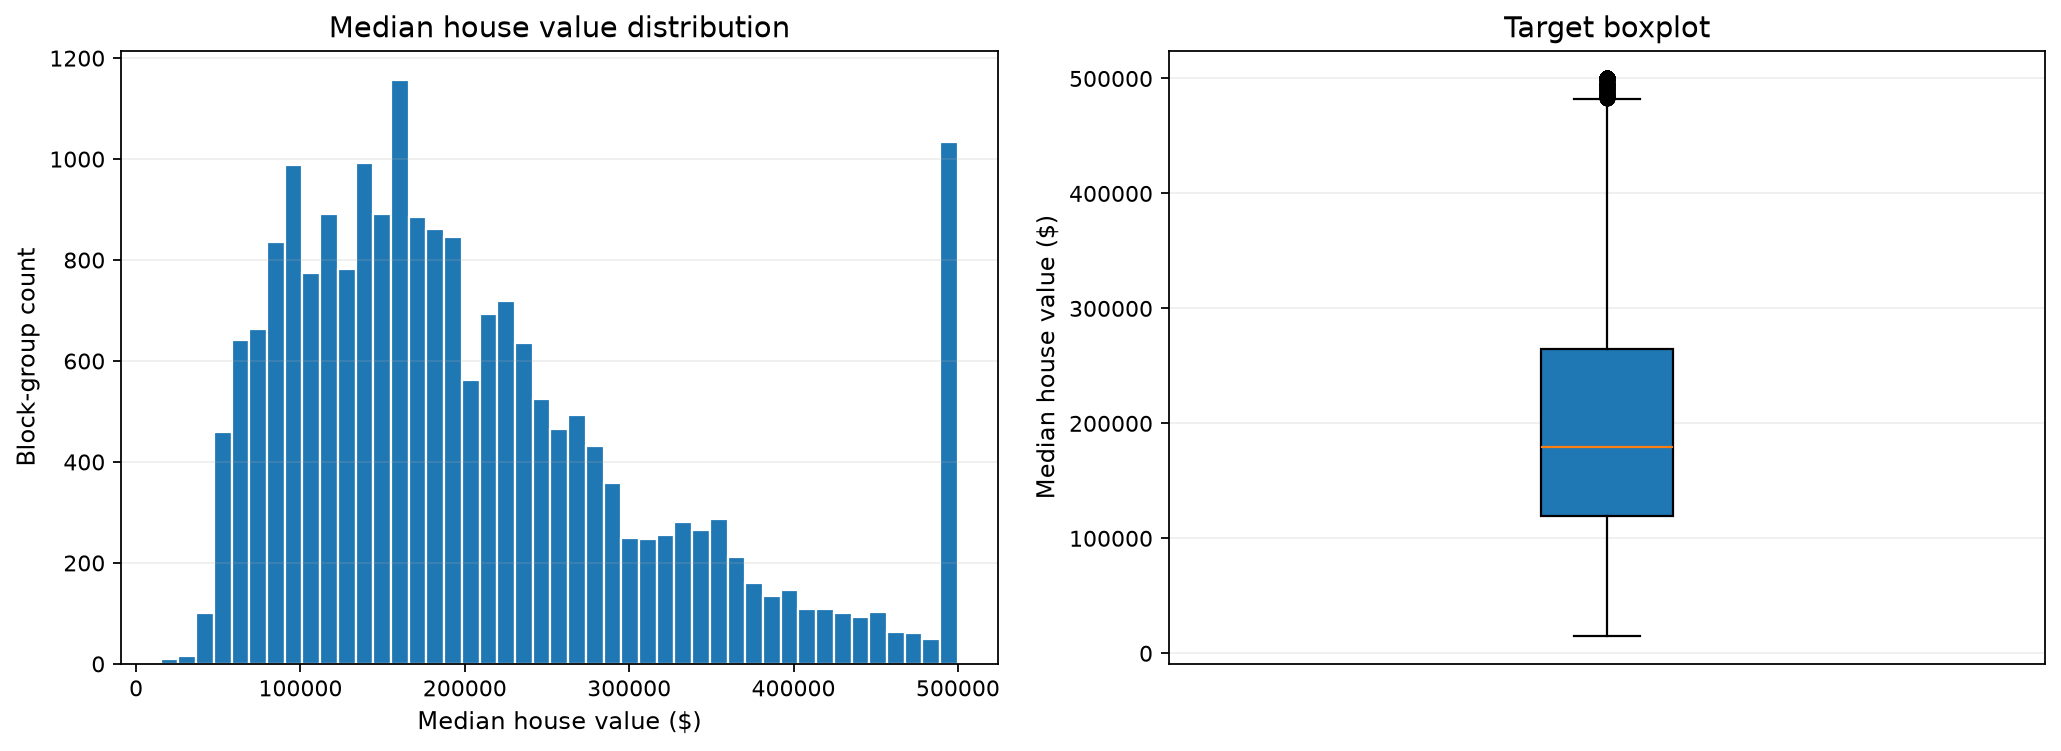 Median house value distribution
1200
1000
800
600
400
200
0
Block-group count
0 100000 200000 300000 400000 500000
Median house value ($)
Target boxplot
500000
400000
300000
200000
100000
0
Median house value ($)